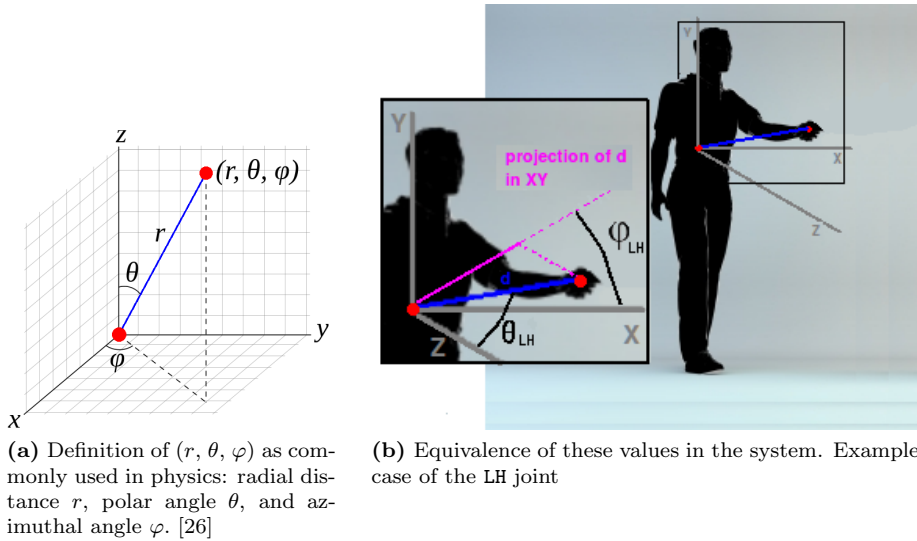 z
(r, θ, φ)
r
θ
y
φ
x
Y
X
Z
Y
projection of d
in XY
φLH
d
θLH
X
Z
(a) Definition of (r, θ, φ) as com-
monly used in physics: radial dis-
tance r, polar angle θ, and az-
imuthal angle φ. [26]
(b) Equivalence of these values in the system. Example
case of the LH joint